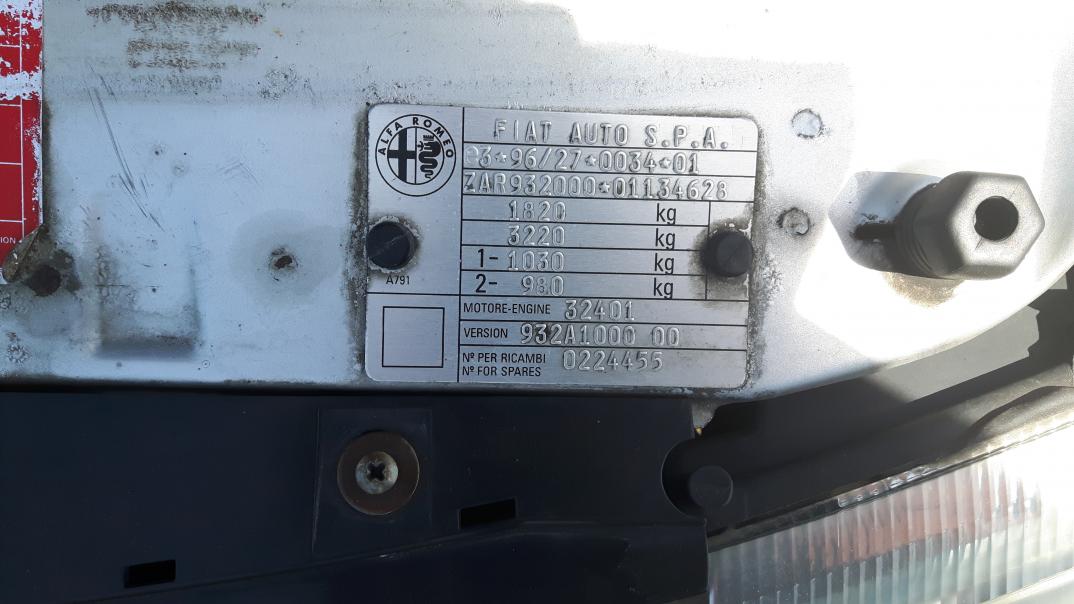 ALFA ROMEO
FIAT AUTO S.P.A.
e3*96/27*0034*01
ZAR932000*01134628
1820 kg
3220 kg
1- 1030 kg
2- 980 kg
A791
MOTORE-ENGINE 32401
VERSION 932A1000 00
Nº PER RICAMBI
Nº FOR SPARES 0224455